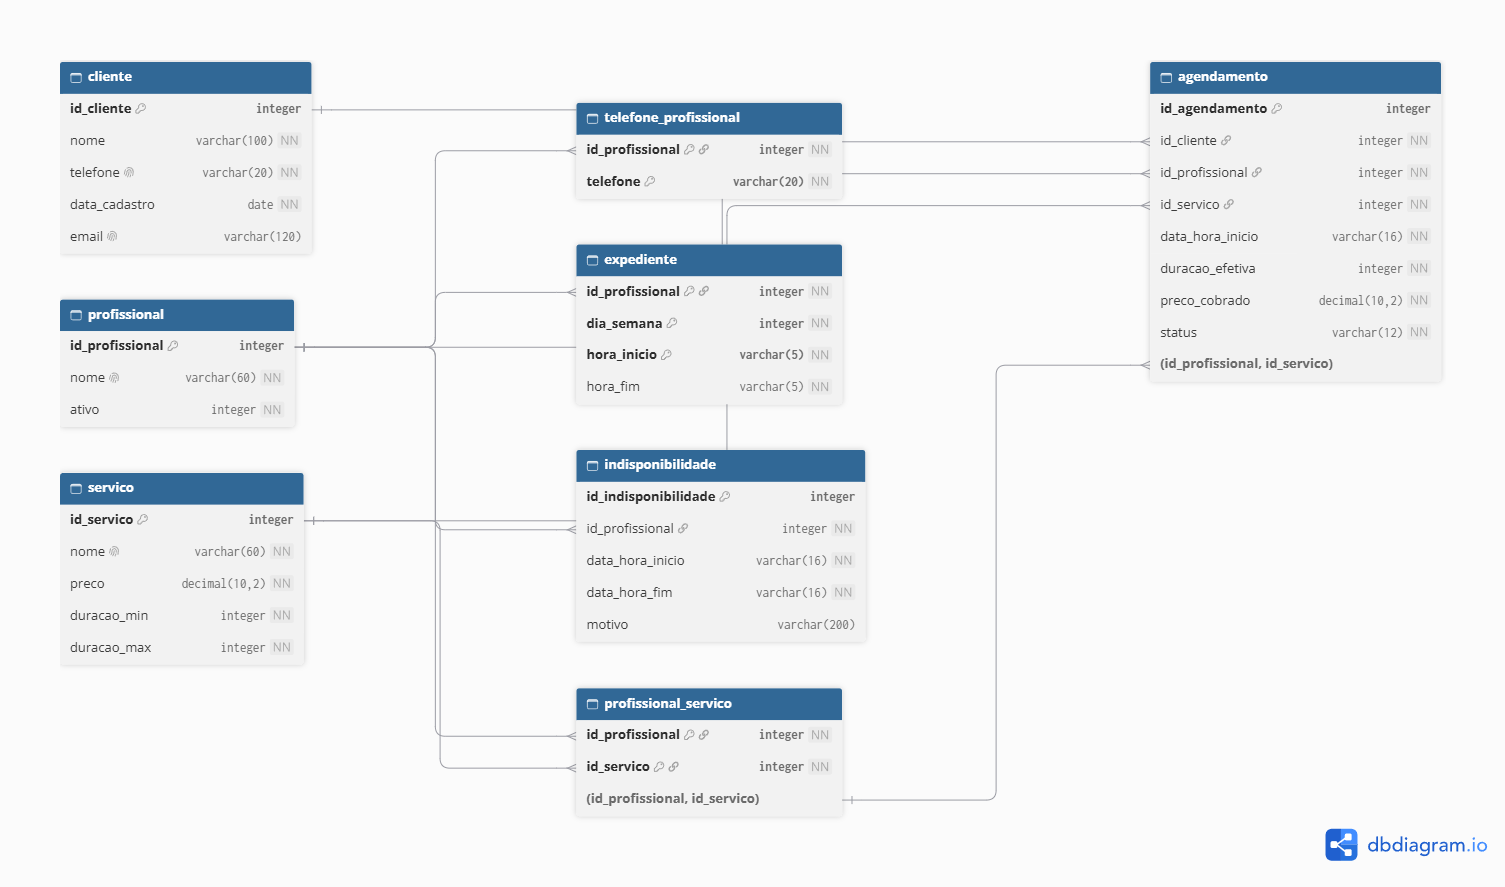 cliente
id_cliente integer
nome varchar(100) NN
telefone varchar(20) NN
data_cadastro date NN
email varchar(120)
profissional
id_profissional integer
nome varchar(60) NN
ativo integer NN
servico
id_servico integer
nome varchar(60) NN
preco decimal(10,2) NN
duracao_min integer NN
duracao_max integer NN
telefone_profissional
id_profissional integer NN
telefone varchar(20) NN
expediente
id_profissional integer NN
dia_semana integer NN
hora_inicio varchar(5) NN
hora_fim varchar(5) NN
indisponibilidade
id_indisponibilidade integer
id_profissional integer NN
data_hora_inicio varchar(16) NN
data_hora_fim varchar(16) NN
motivo varchar(200)
profissional_servico
id_profissional integer NN
id_servico integer NN
(id_profissional, id_servico)
agendamento
id_agendamento integer
id_cliente integer NN
id_profissional integer NN
id_servico integer NN
data_hora_inicio varchar(16) NN
duracao_efetiva integer NN
preco_cobrado decimal(10,2) NN
status varchar(12) NN
(id_profissional, id_servico)
dbdiagram.io